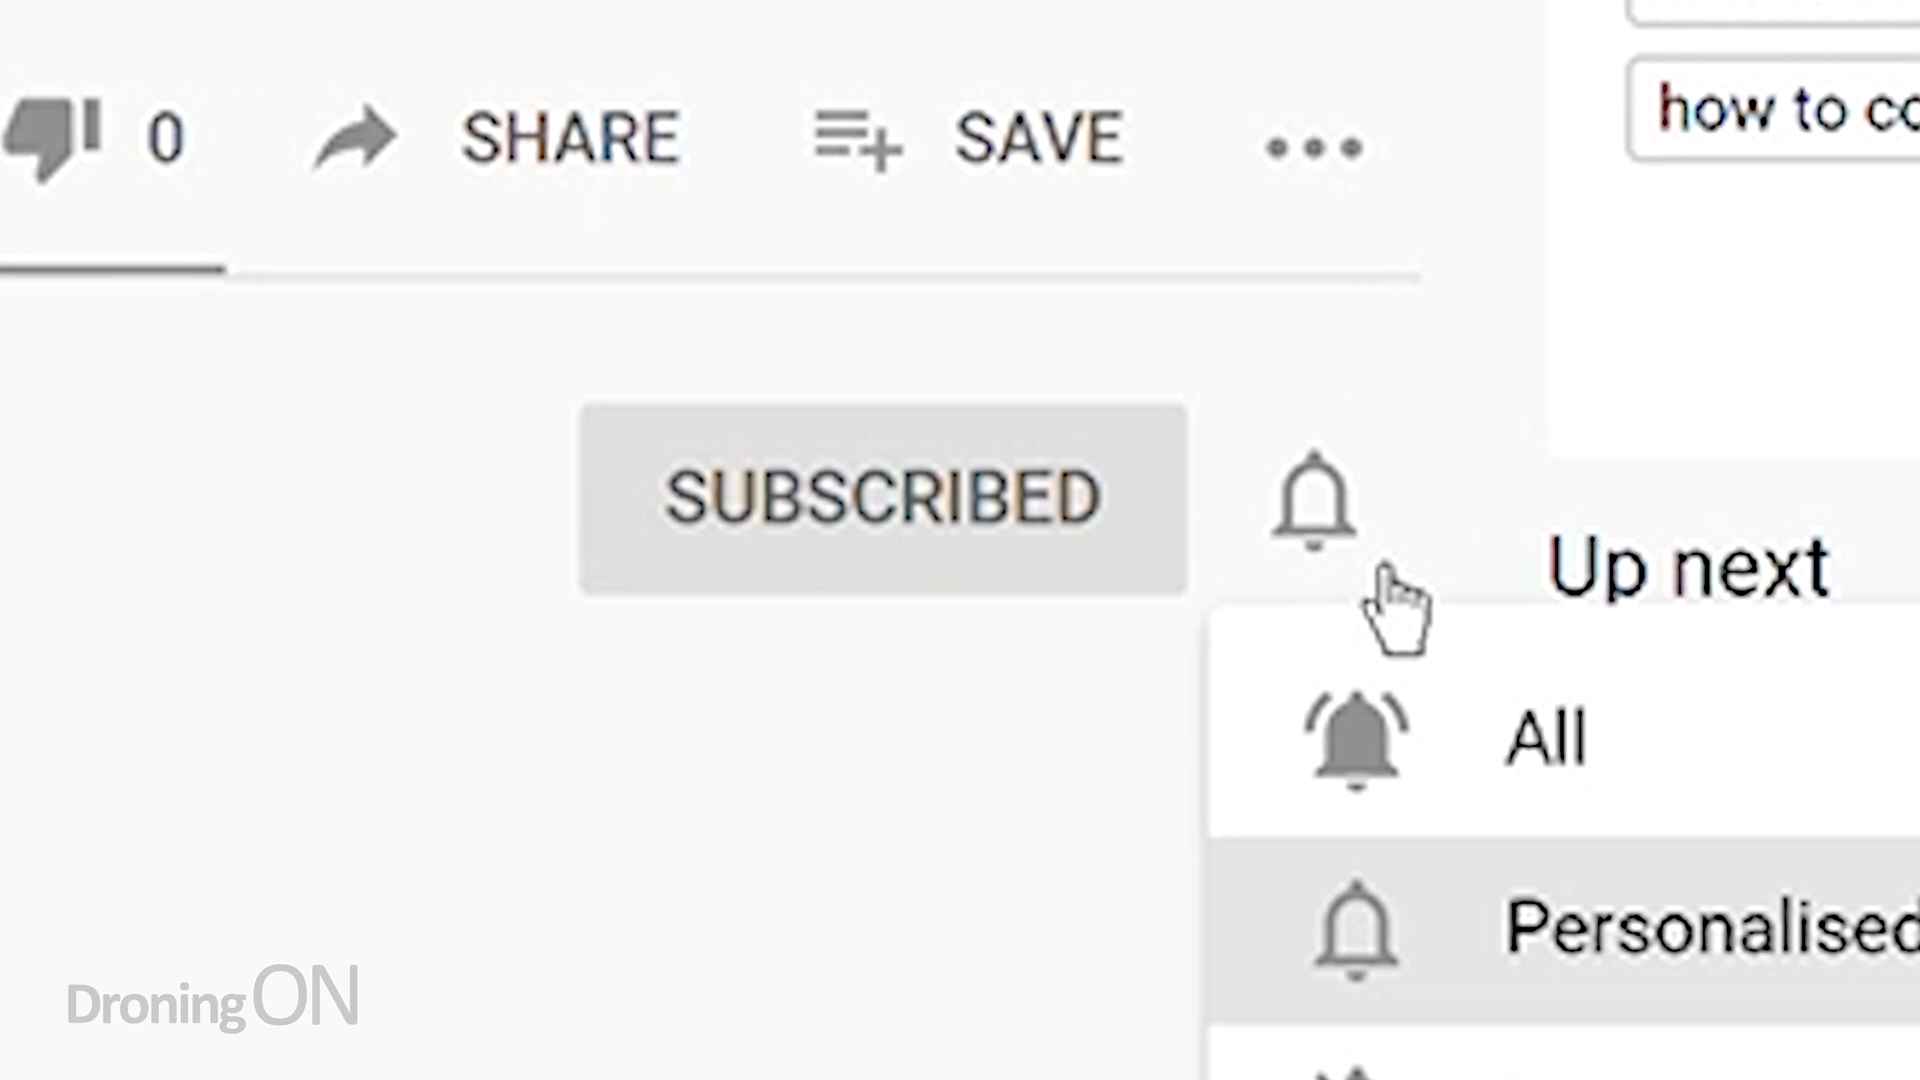 how to co
0 SHARE SAVE
SUBSCRIBED
Up next
All
Personalised
DroningON